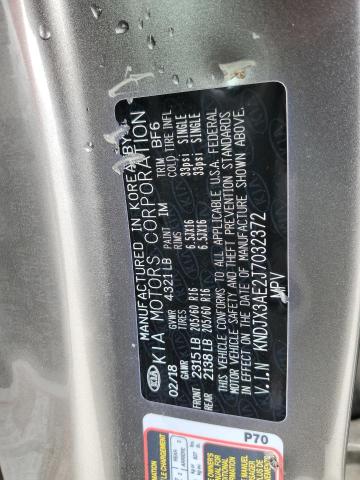 MANUFACTURED IN KOREA BY
KIA MOTORS CORPORATION
KIA
02/18
GVWR 4321LB
PAINT IM
TRIM BF6
GAWR TIRES RIMS COLD TIRE INFL.
FRT 2315LB 205/60 R16 6.5JX16 33psi SINGLE
REAR 2138LB 205/60 R16 6.5JX16 33psi SINGLE
THIS VEHICLE CONFORMS TO ALL APPLICABLE U.S.A. FEDERAL
MOTOR VEHICLE SAFETY AND THEFT PREVENTION STANDARDS
IN EFFECT ON THE DATE OF MANUFACTURE SHOWN ABOVE.
V.I.N KNDJX3AE2J7032372
MPV
P70